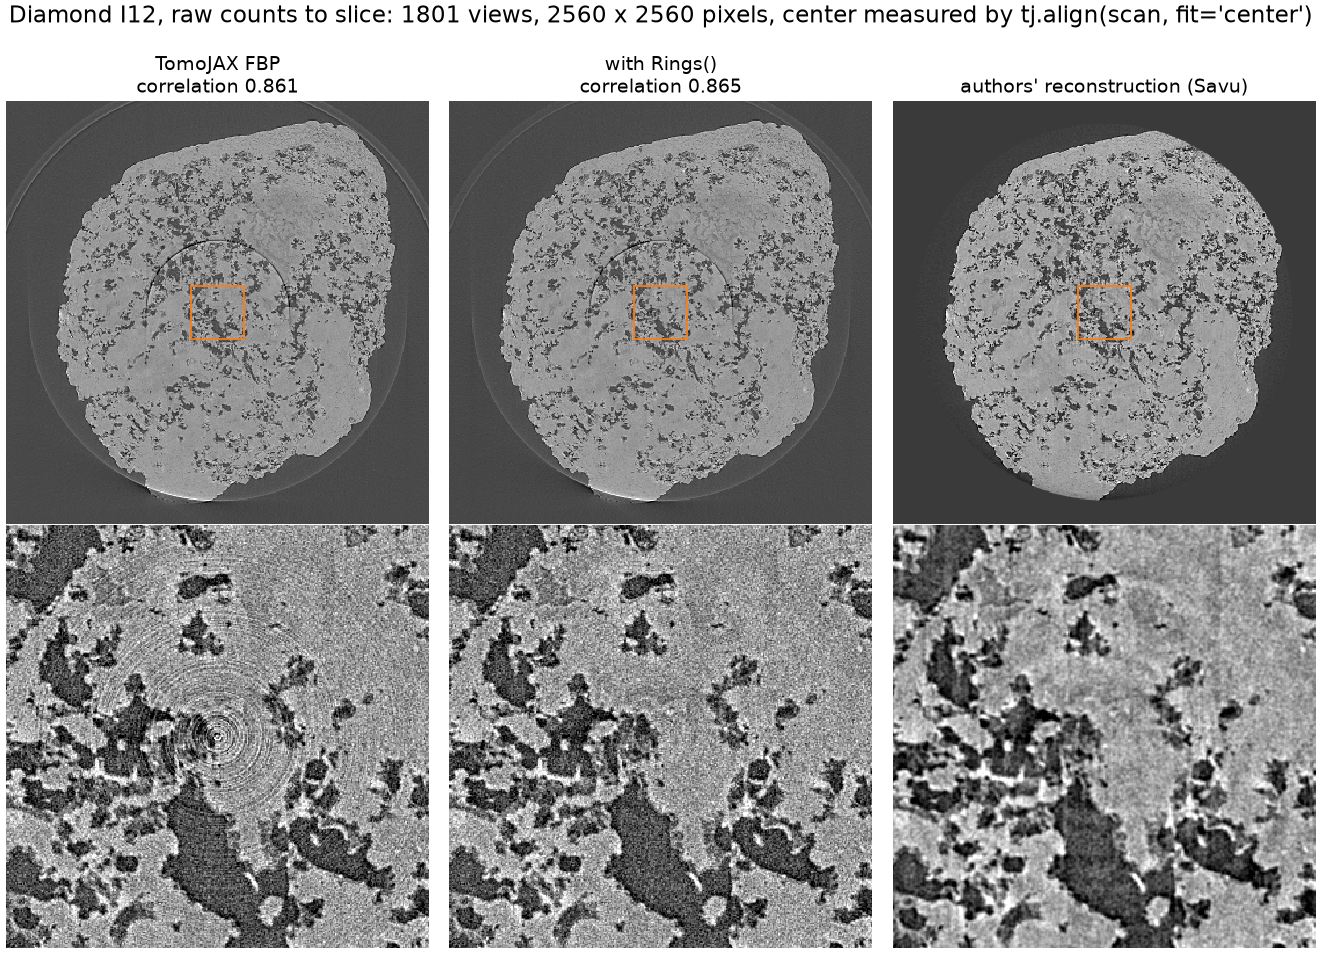 Diamond I12, raw counts to slice: 1801 views, 2560 x 2560 pixels, center measured by tj.align(scan, fit='center')
TomoJAX FBP
correlation 0.861
with Rings()
correlation 0.865
authors' reconstruction (Savu)